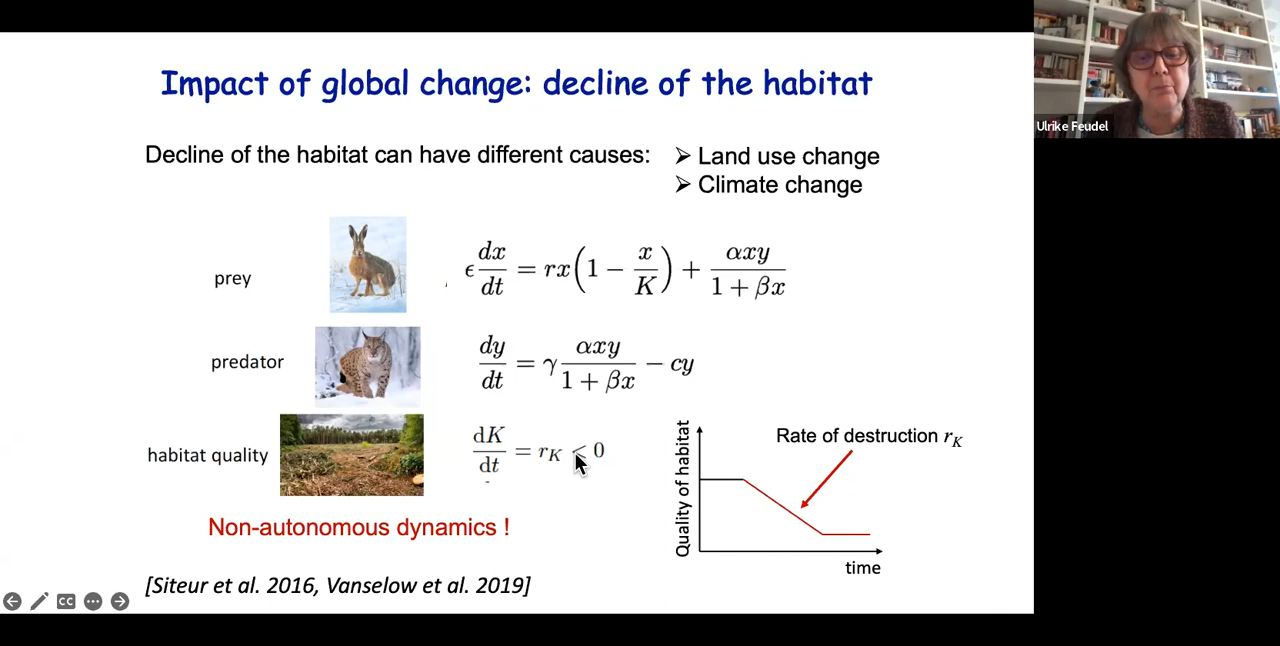 Impact of global change: decline of the habitat
Ulrike Feudel
Decline of the habitat can have different causes:
➢ Land use change
➢ Climate change
prey
ϵ dx/dt = rx(1 − x/K) + αxy/(1 + βx)
predator
dy/dt = γ αxy/(1 + βx) − cy
habitat quality
dK/dt = r_K < 0
Quality of habitat
Rate of destruction r_K
time
Non-autonomous dynamics !
[Siteur et al. 2016, Vanselow et al. 2019]
CC